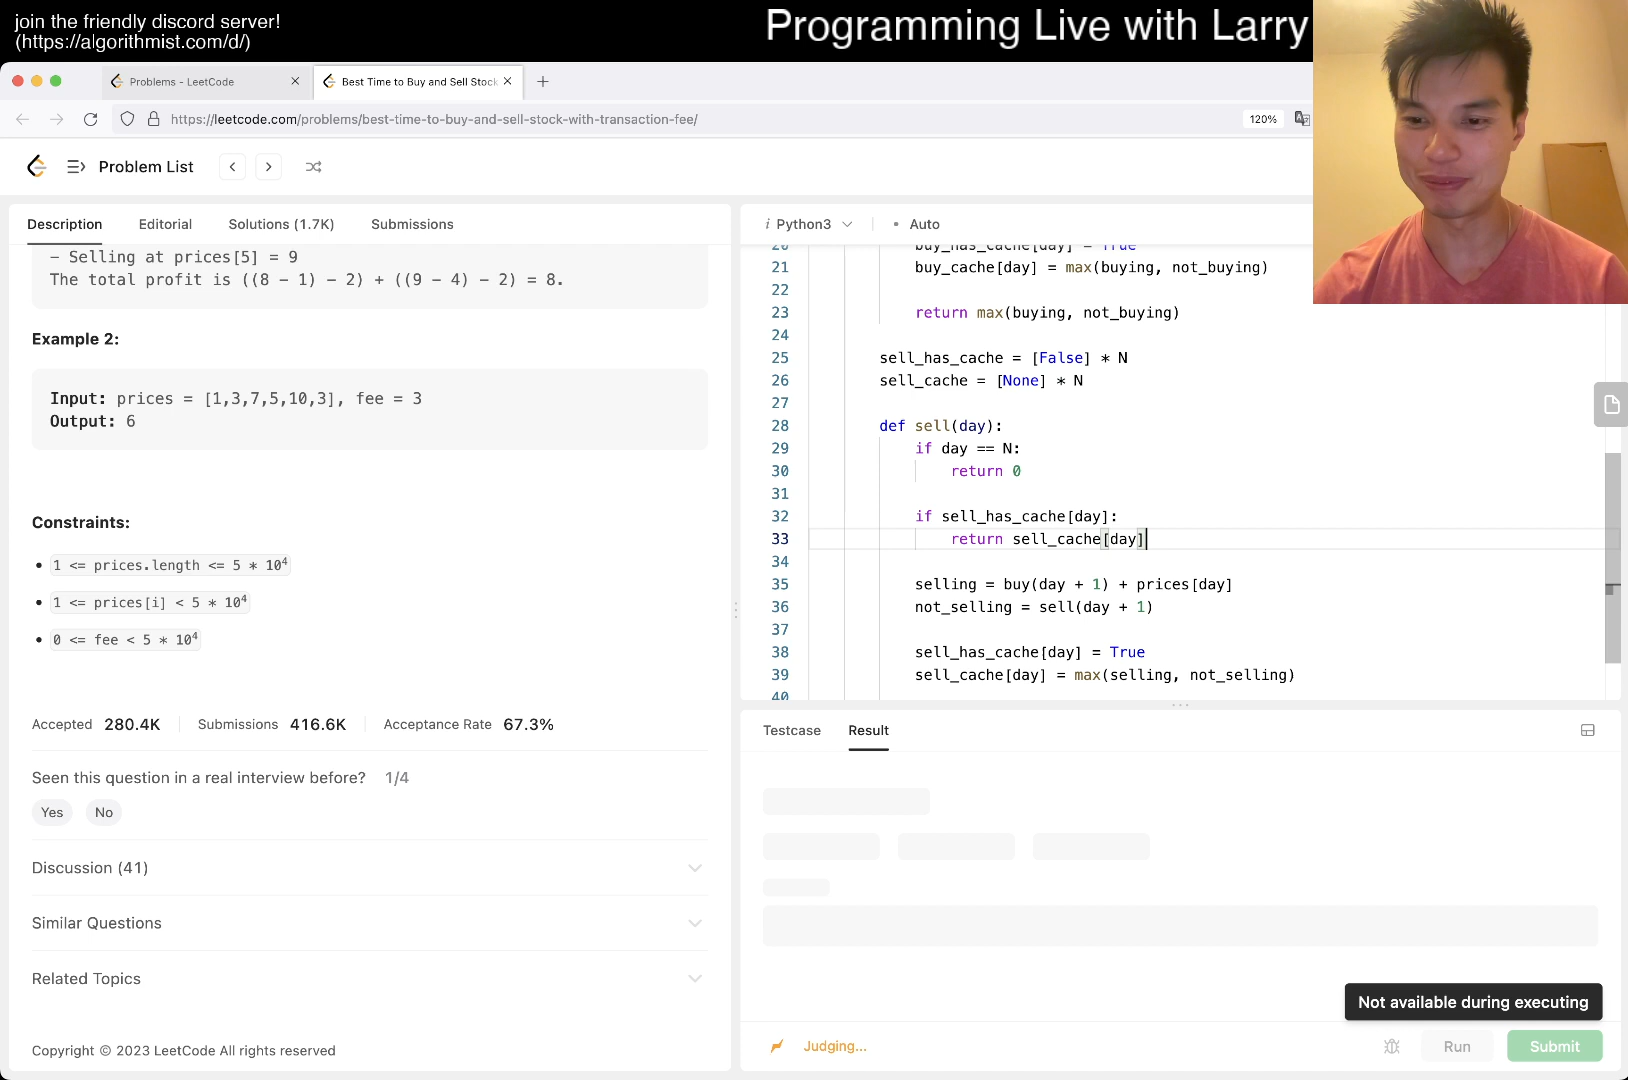 join the friendly discord server!
(https://algorithmist.com/d/)
Programming Live with Larry
Problems - LeetCode
Best Time to Buy and Sell Stock
https://leetcode.com/problems/best-time-to-buy-and-sell-stock-with-transaction-fee/
120%
Problem List
Description
Editorial
Solutions (1.7K)
Submissions
- Selling at prices[5] = 9
The total profit is ((8 - 1) - 2) + ((9 - 4) - 2) = 8.
Example 2:
Input: prices = [1,3,7,5,10,3], fee = 3
Output: 6
Constraints:
1 <= prices.length <= 5 * 10⁴
1 <= prices[i] < 5 * 10⁴
0 <= fee < 5 * 10⁴
Accepted 280.4K Submissions 416.6K Acceptance Rate 67.3%
Seen this question in a real interview before? 1/4
Yes No
Discussion (41)
Similar Questions
Related Topics
Copyright © 2023 LeetCode All rights reserved
i Python3
Auto
20 buy_has_cache[day] = True
21 buy_cache[day] = max(buying, not_buying)
22
23 return max(buying, not_buying)
24
25 sell_has_cache = [False] * N
26 sell_cache = [None] * N
27
28 def sell(day):
29 if day == N:
30 return 0
31
32 if sell_has_cache[day]:
33 return sell_cache[day]
34
35 selling = buy(day + 1) + prices[day]
36 not_selling = sell(day + 1)
37
38 sell_has_cache[day] = True
39 sell_cache[day] = max(selling, not_selling)
40
Testcase
Result
Not available during executing
Judging...
Run
Submit